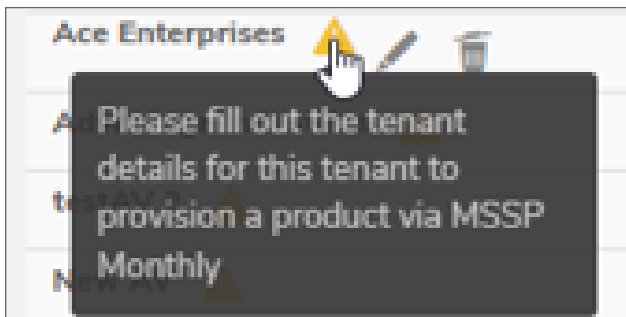 Ace Enterprises
Please fill out the tenant
details for this tenant to
provision a product via MSSP
Monthly